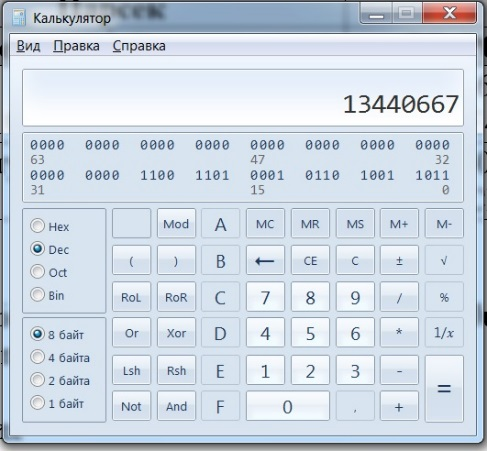 Калькулятор
Вид Правка Справка
13440667
0000 0000 0000 0000 0000 0000 0000 0000
63 47 32
0000 0000 1100 1101 0001 0110 1001 1011
31 15 0
Hex Mod A MC MR MS M+ M-
Dec ( ) B ← CE C ± √
Oct
Bin RoL RoR C 7 8 9 / %
8 байт Or Xor D 4 5 6 * 1/x
4 байта
2 байта Lsh Rsh E 1 2 3 - =
1 байт Not And F 0 , +